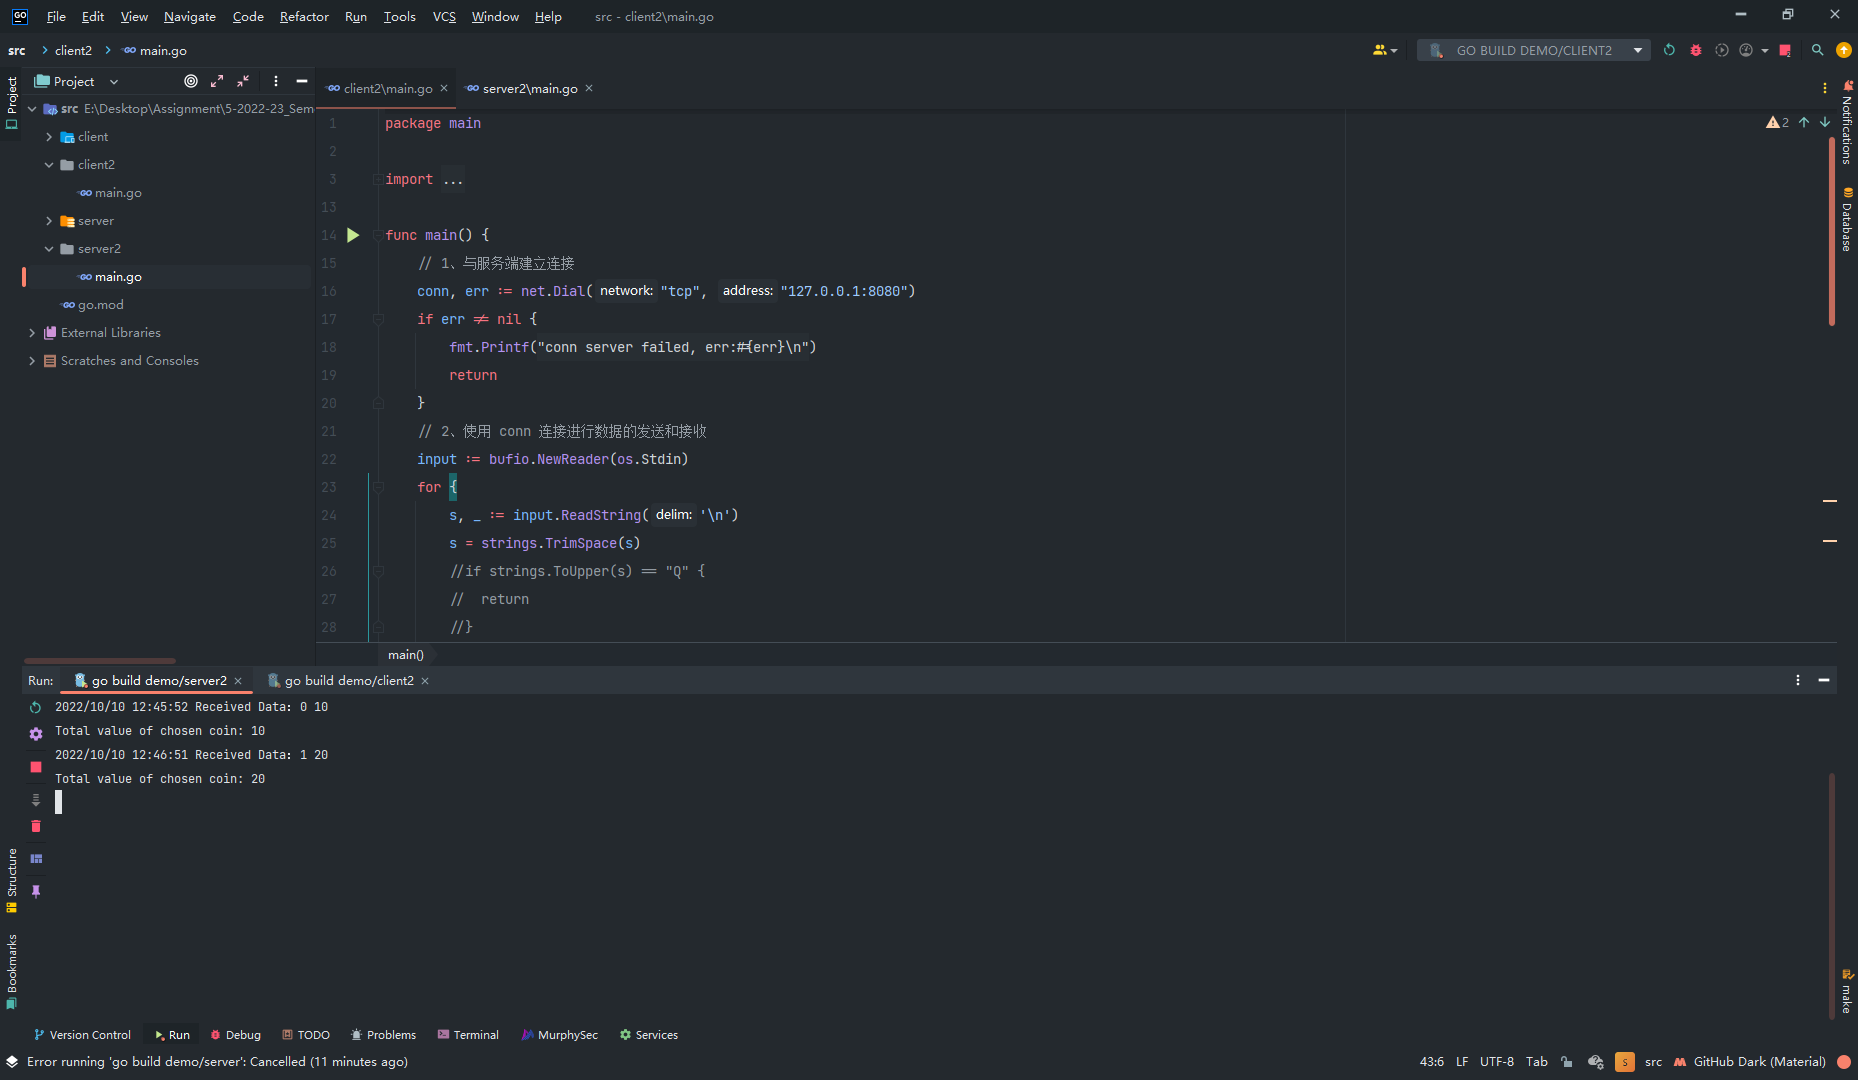 GO File Edit View Navigate Code Refactor Run Tools VCS Window Help src - client2\main.go
src client2 main.go GO BUILD DEMO/CLIENT2
Project
Project
client2\main.go
server2\main.go
src E:\Desktop\Assignment\5-2022-23_Sem
client
client2
main.go
server
server2
main.go
go.mod
External Libraries
Scratches and Consoles
2
1 package main
2
3 import ...
13
14 func main() {
15 // 1、与服务端建立连接
16 conn, err := net.Dial( network: "tcp", address: "127.0.0.1:8080")
17 if err != nil {
18 fmt.Printf("conn server failed, err:#{err}\n")
19 return
20 }
21 // 2、使用 conn 连接进行数据的发送和接收
22 input := bufio.NewReader(os.Stdin)
23 for {
24 s, _ := input.ReadString( delim: '\n')
25 s = strings.TrimSpace(s)
26 //if strings.ToUpper(s) == "Q" {
27 // return
28 //}
main()
Notifications
Database
make
Run: go build demo/server2 go build demo/client2
2022/10/10 12:45:52 Received Data: 0 10
Total value of chosen coin: 10
2022/10/10 12:46:51 Received Data: 1 20
Total value of chosen coin: 20
Structure
Bookmarks
Version Control Run Debug TODO Problems Terminal MurphySec Services
Error running 'go build demo/server': Cancelled (11 minutes ago) 43:6 LF UTF-8 Tab S src GitHub Dark (Material)